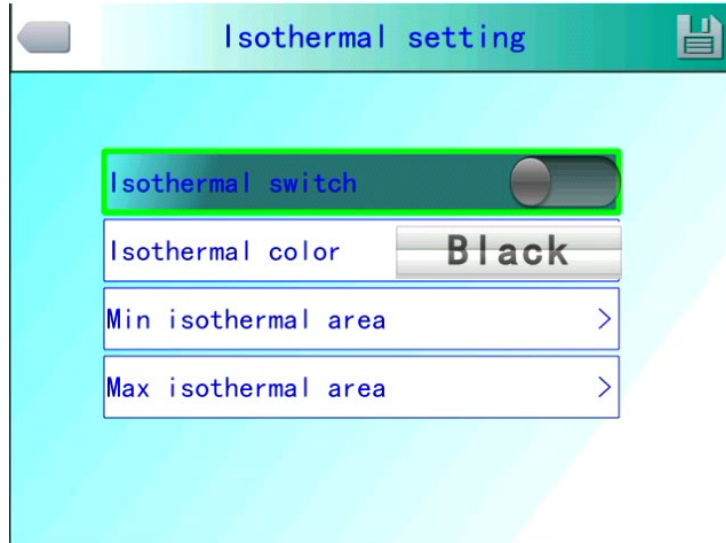 Isothermal setting
Isothermal switch
Isothermal color Black
Min isothermal area >
Max isothermal area >